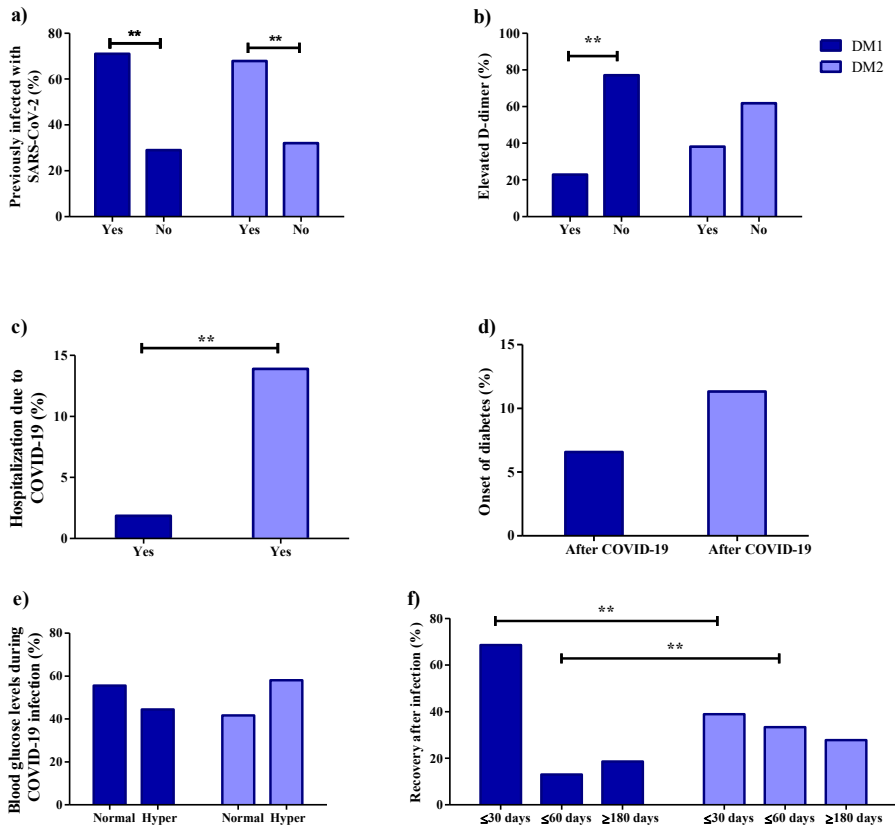 a)
Previously infected with
SARS-CoV-2 (%)
80
60
40
20
0
**
**
Yes
No
Yes
No
b)
Elevated D-dimer (%)
100
80
60
40
20
0
**
Yes
No
Yes
No
DM1
DM2
c)
Hospitalization due to
COVID-19 (%)
15
10
5
0
**
Yes
Yes
d)
Onset of diabetes (%)
15
10
5
0
After COVID-19
After COVID-19
e)
Blood glucose levels during
COVID-19 infection (%)
80
60
40
20
0
Normal Hyper
Normal Hyper
f)
Recovery after infection (%)
80
60
40
20
0
**
**
≤30 days
≤60 days
≥180 days
≤30 days
≤60 days
≥180 days